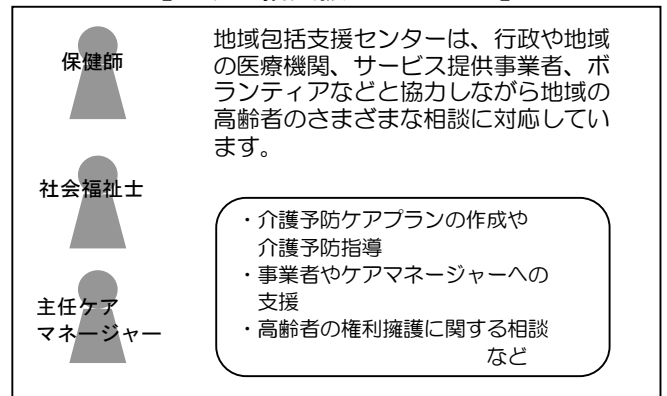 保健師
地域包括支援センターは、行政や地域
の医療機関、サービス提供事業者、ボ
ランティアなどと協力しながら地域の
高齢者のさまざまな相談に対応してい
ます。
社会福祉士
主任ケア
マネージャー
・介護予防ケアプランの作成や
介護予防指導
・事業者やケアマネージャーへの
支援
・高齢者の権利擁護に関する相談
など